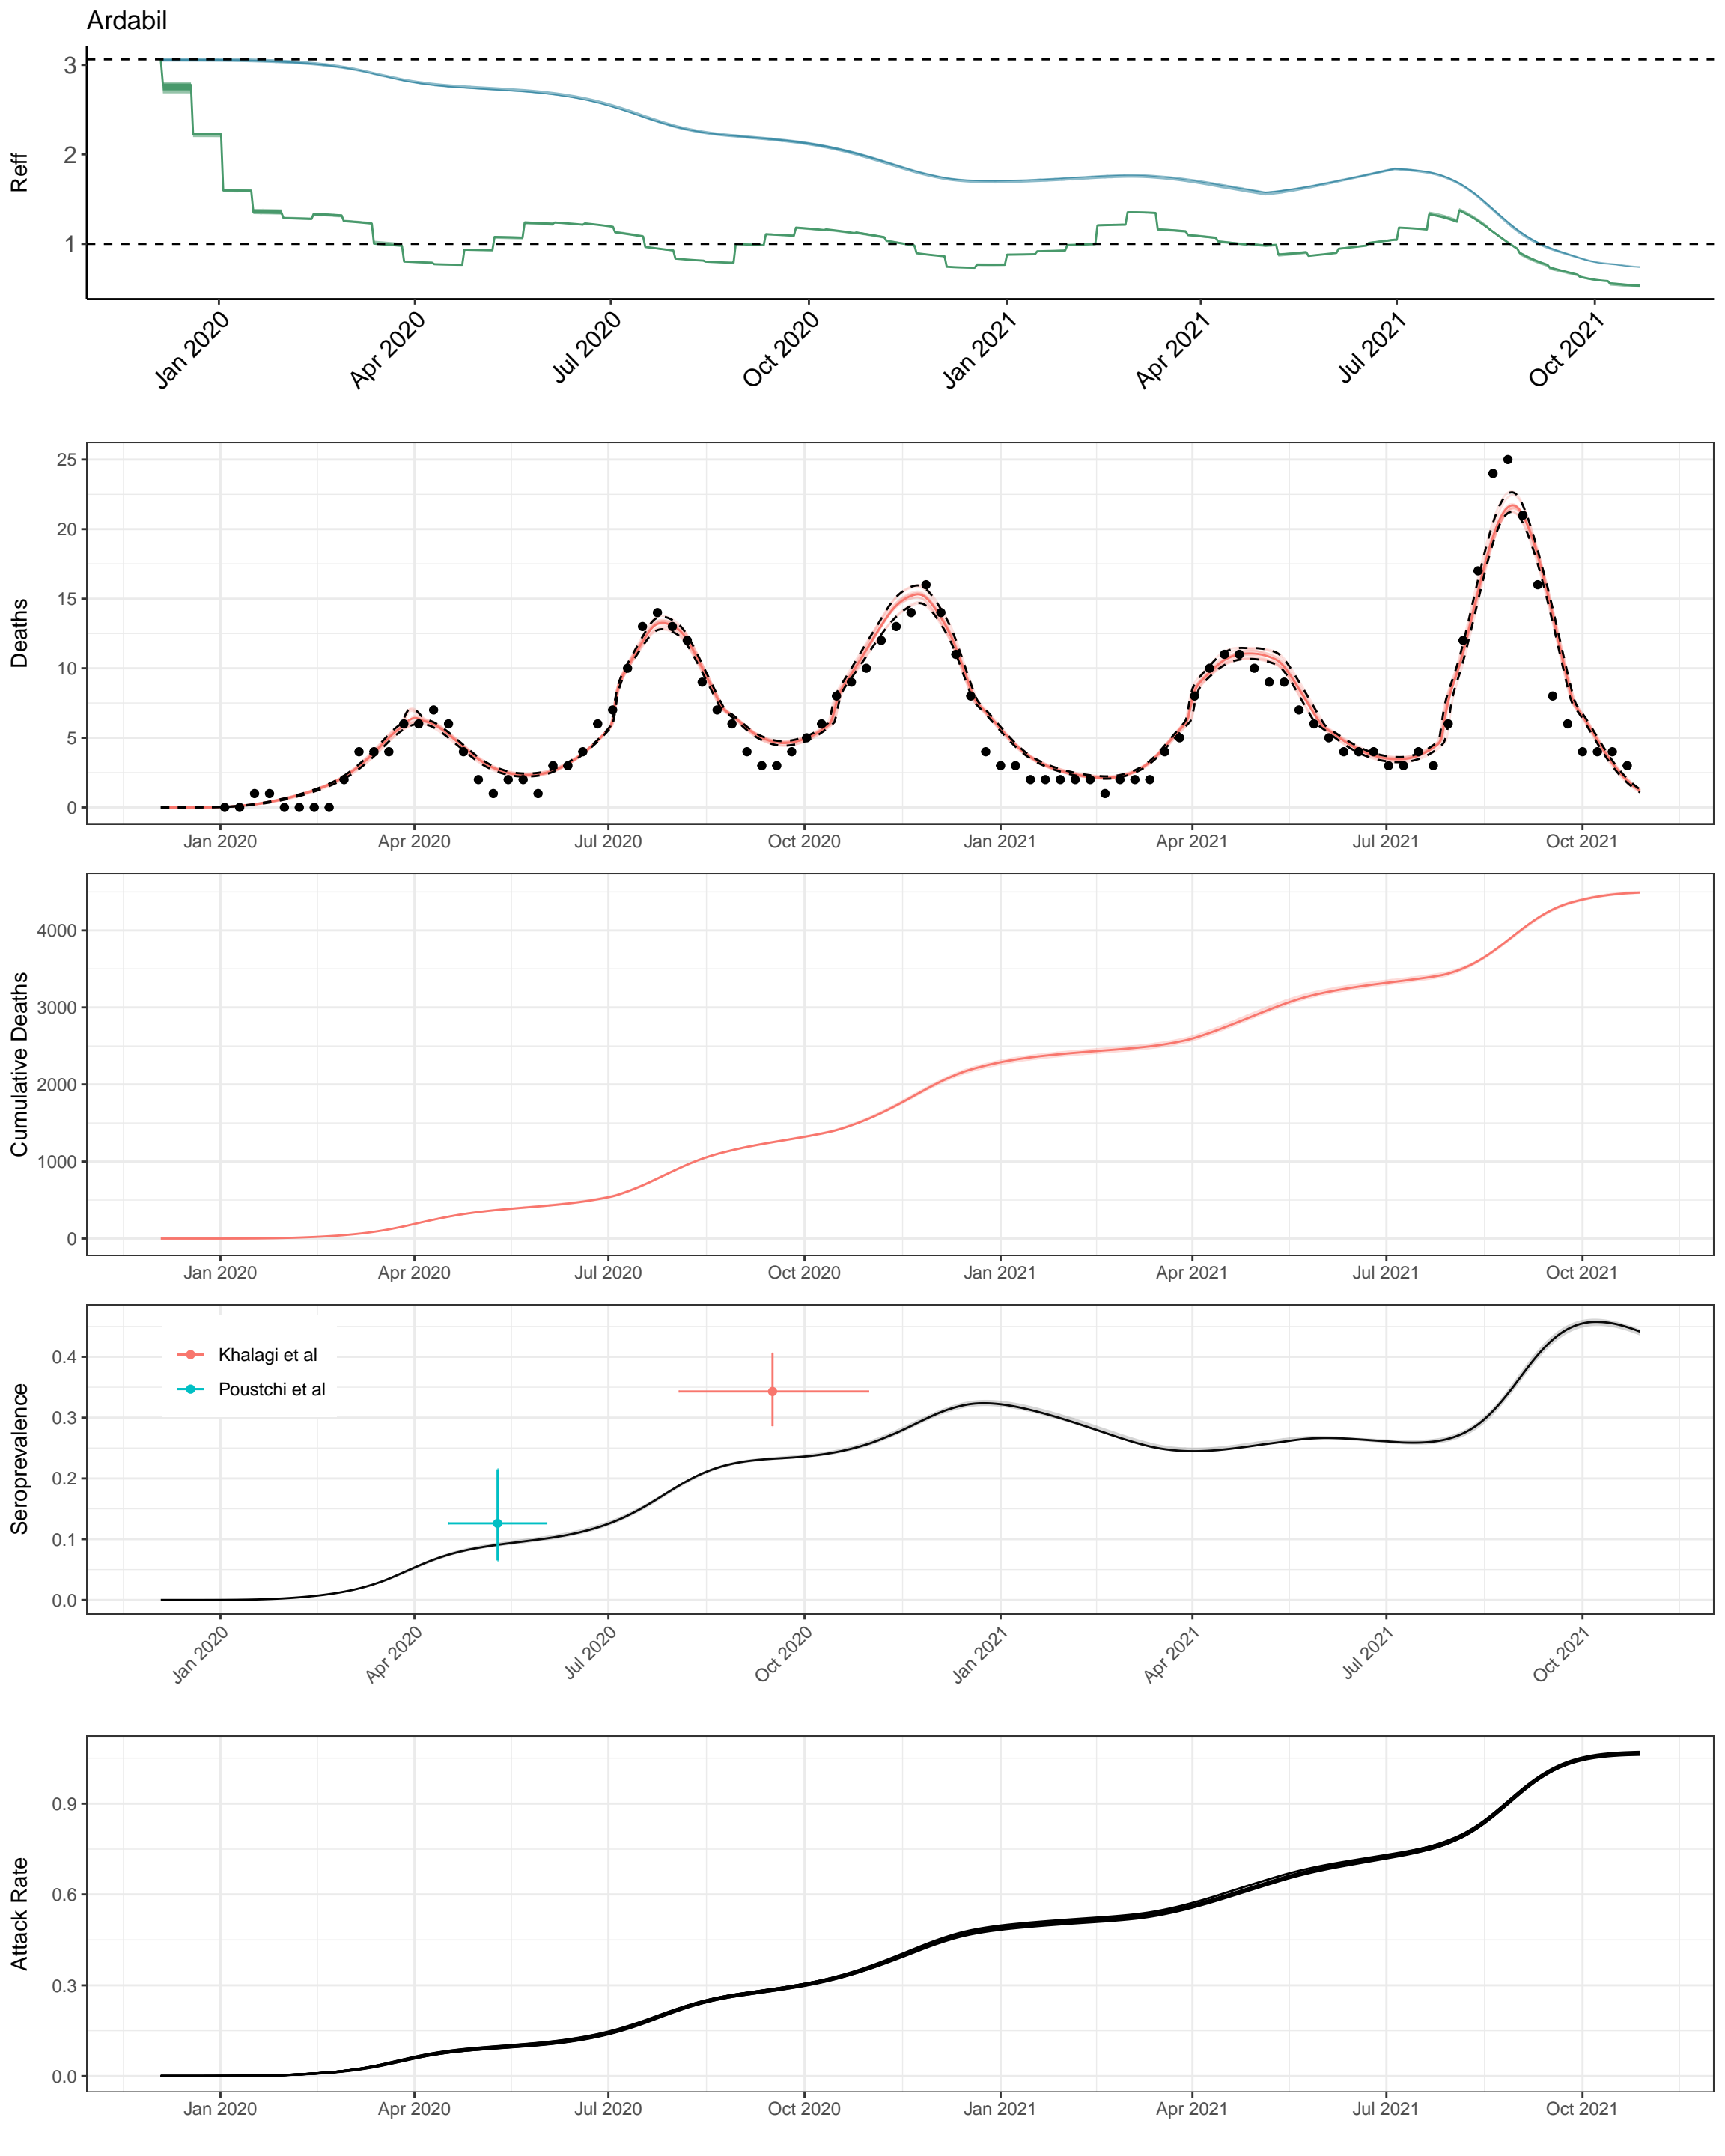 Ardabil
Reff
3
2
1
Jan 2020
Apr 2020
Jul 2020
Oct 2020
Jan 2021
Apr 2021
Jul 2021
Oct 2021
Deaths
25
20
15
10
5
0
Jan 2020
Apr 2020
Jul 2020
Oct 2020
Jan 2021
Apr 2021
Jul 2021
Oct 2021
Cumulative Deaths
4000
3000
2000
1000
0
Jan 2020
Apr 2020
Jul 2020
Oct 2020
Jan 2021
Apr 2021
Jul 2021
Oct 2021
Seroprevalence
0.4
0.3
0.2
0.1
0.0
Khalagi et al
Poustchi et al
Jan 2020
Apr 2020
Jul 2020
Oct 2020
Jan 2021
Apr 2021
Jul 2021
Oct 2021
Attack Rate
0.9
0.6
0.3
0.0
Jan 2020
Apr 2020
Jul 2020
Oct 2020
Jan 2021
Apr 2021
Jul 2021
Oct 2021